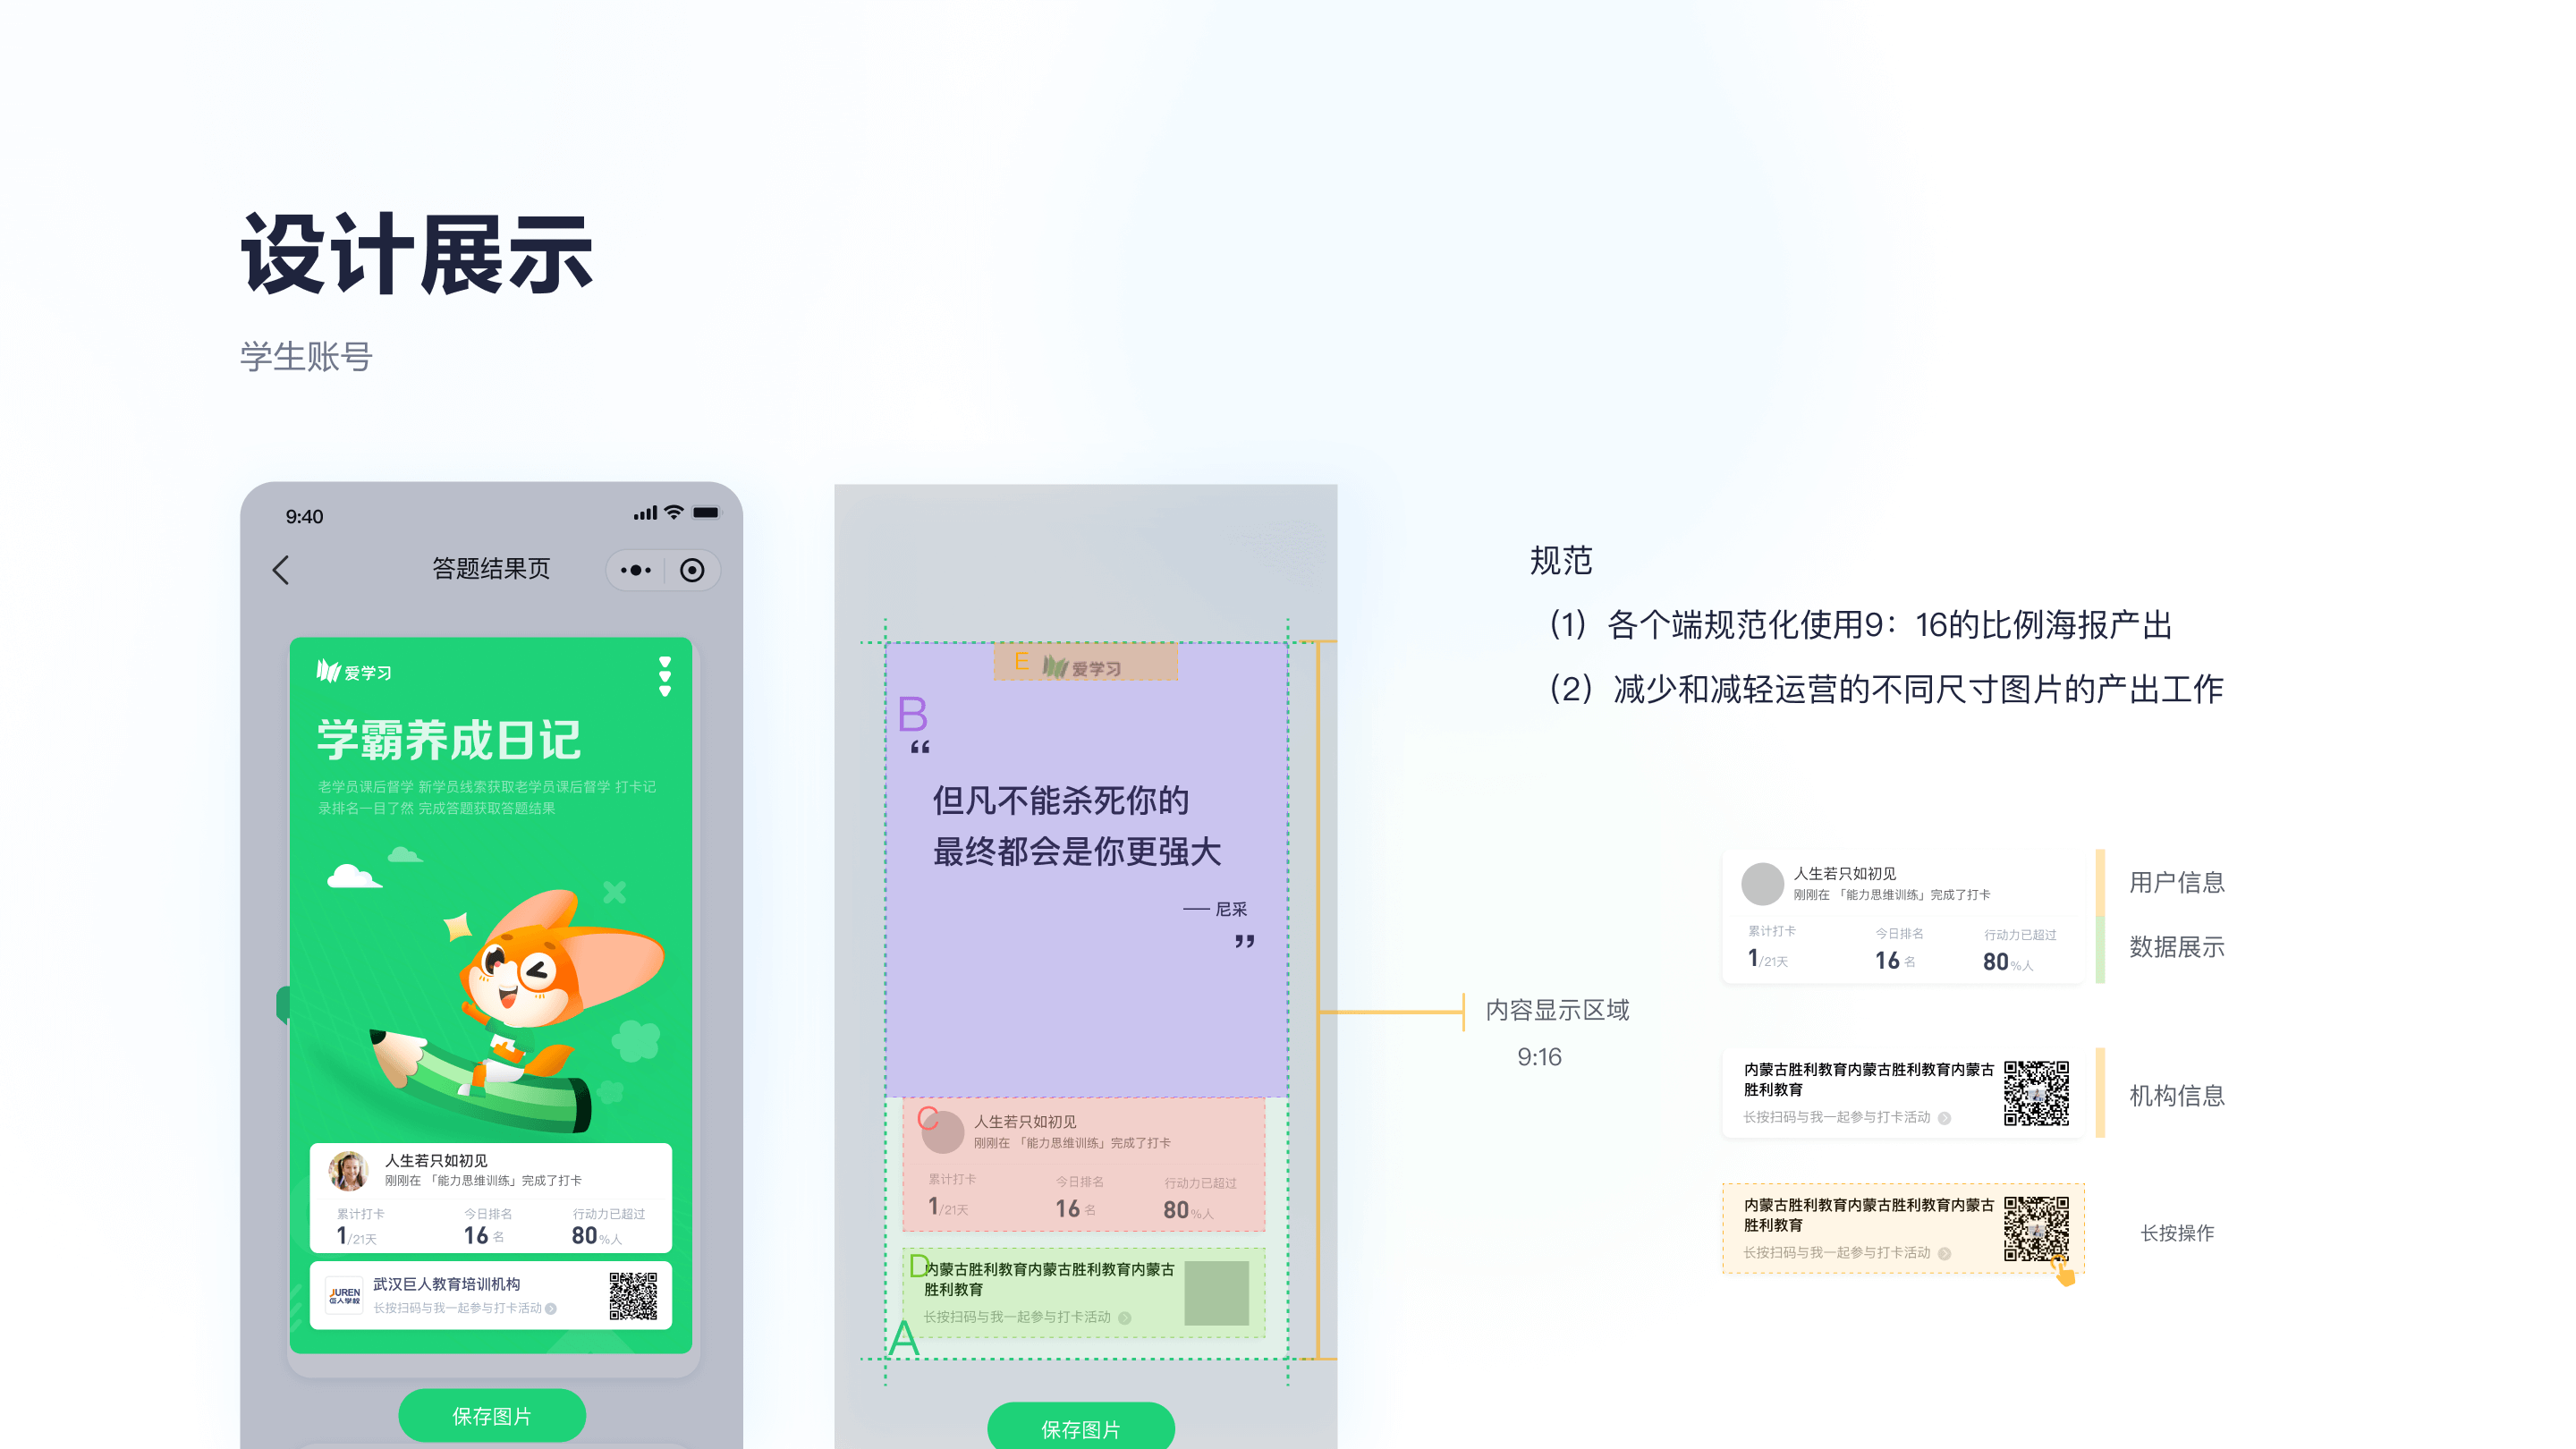 设计展示
学生账号
9:40
答题结果页
爱学习
学霸养成日记
老学员课后督学 新学员线索获取老学员课后督学 打卡记
录排名一目了然 完成答题获取答题结果
人生若只如初见
刚刚在 「能力思维训练」完成了打卡
累计打卡 今日排名 行动力已超过
1/21天 16 名 80%人
JUREN
巨人学校
武汉巨人教育培训机构
长按扫码与我一起参与打卡活动
保存图片
E 爱学习
B
“
但凡不能杀死你的
最终都会是你更强大
—— 尼采
”
C
人生若只如初见
刚刚在 「能力思维训练」完成了打卡
累计打卡 今日排名 行动力已超过
1/21天 16 名 80%人
D
内蒙古胜利教育内蒙古胜利教育内蒙古
胜利教育
长按扫码与我一起参与打卡活动
A
保存图片
内容显示区域
9:16
规范
（1）各个端规范化使用9：16的比例海报产出
（2）减少和减轻运营的不同尺寸图片的产出工作
人生若只如初见
刚刚在 「能力思维训练」完成了打卡
累计打卡 今日排名 行动力已超过
1/21天 16 名 80%人
用户信息
数据展示
内蒙古胜利教育内蒙古胜利教育内蒙古
胜利教育
长按扫码与我一起参与打卡活动
机构信息
内蒙古胜利教育内蒙古胜利教育内蒙古
胜利教育
长按扫码与我一起参与打卡活动
长按操作